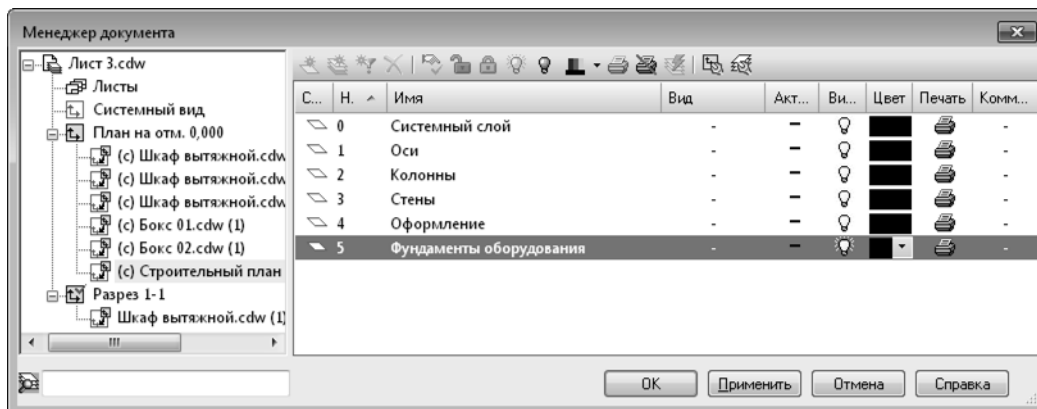 Менеджер документа
Лист 3.cdw
Листы
Системный вид
План на отм. 0,000
(с) Шкаф вытяжной.cdw
(с) Шкаф вытяжной.cdw
(с) Шкаф вытяжной.cdw
(с) Бокс 01.cdw (1)
(с) Бокс 02.cdw (1)
(с) Строительный план
Разрез 1-1
Шкаф вытяжной.cdw (1)
С... Н. Имя Вид Акт... Ви... Цвет Печать Комм...
0 Системный слой - - -
1 Оси - - -
2 Колонны - - -
3 Стены - - -
4 Оформление - - -
5 Фундаменты оборудования - - -
OK Применить Отмена Справка